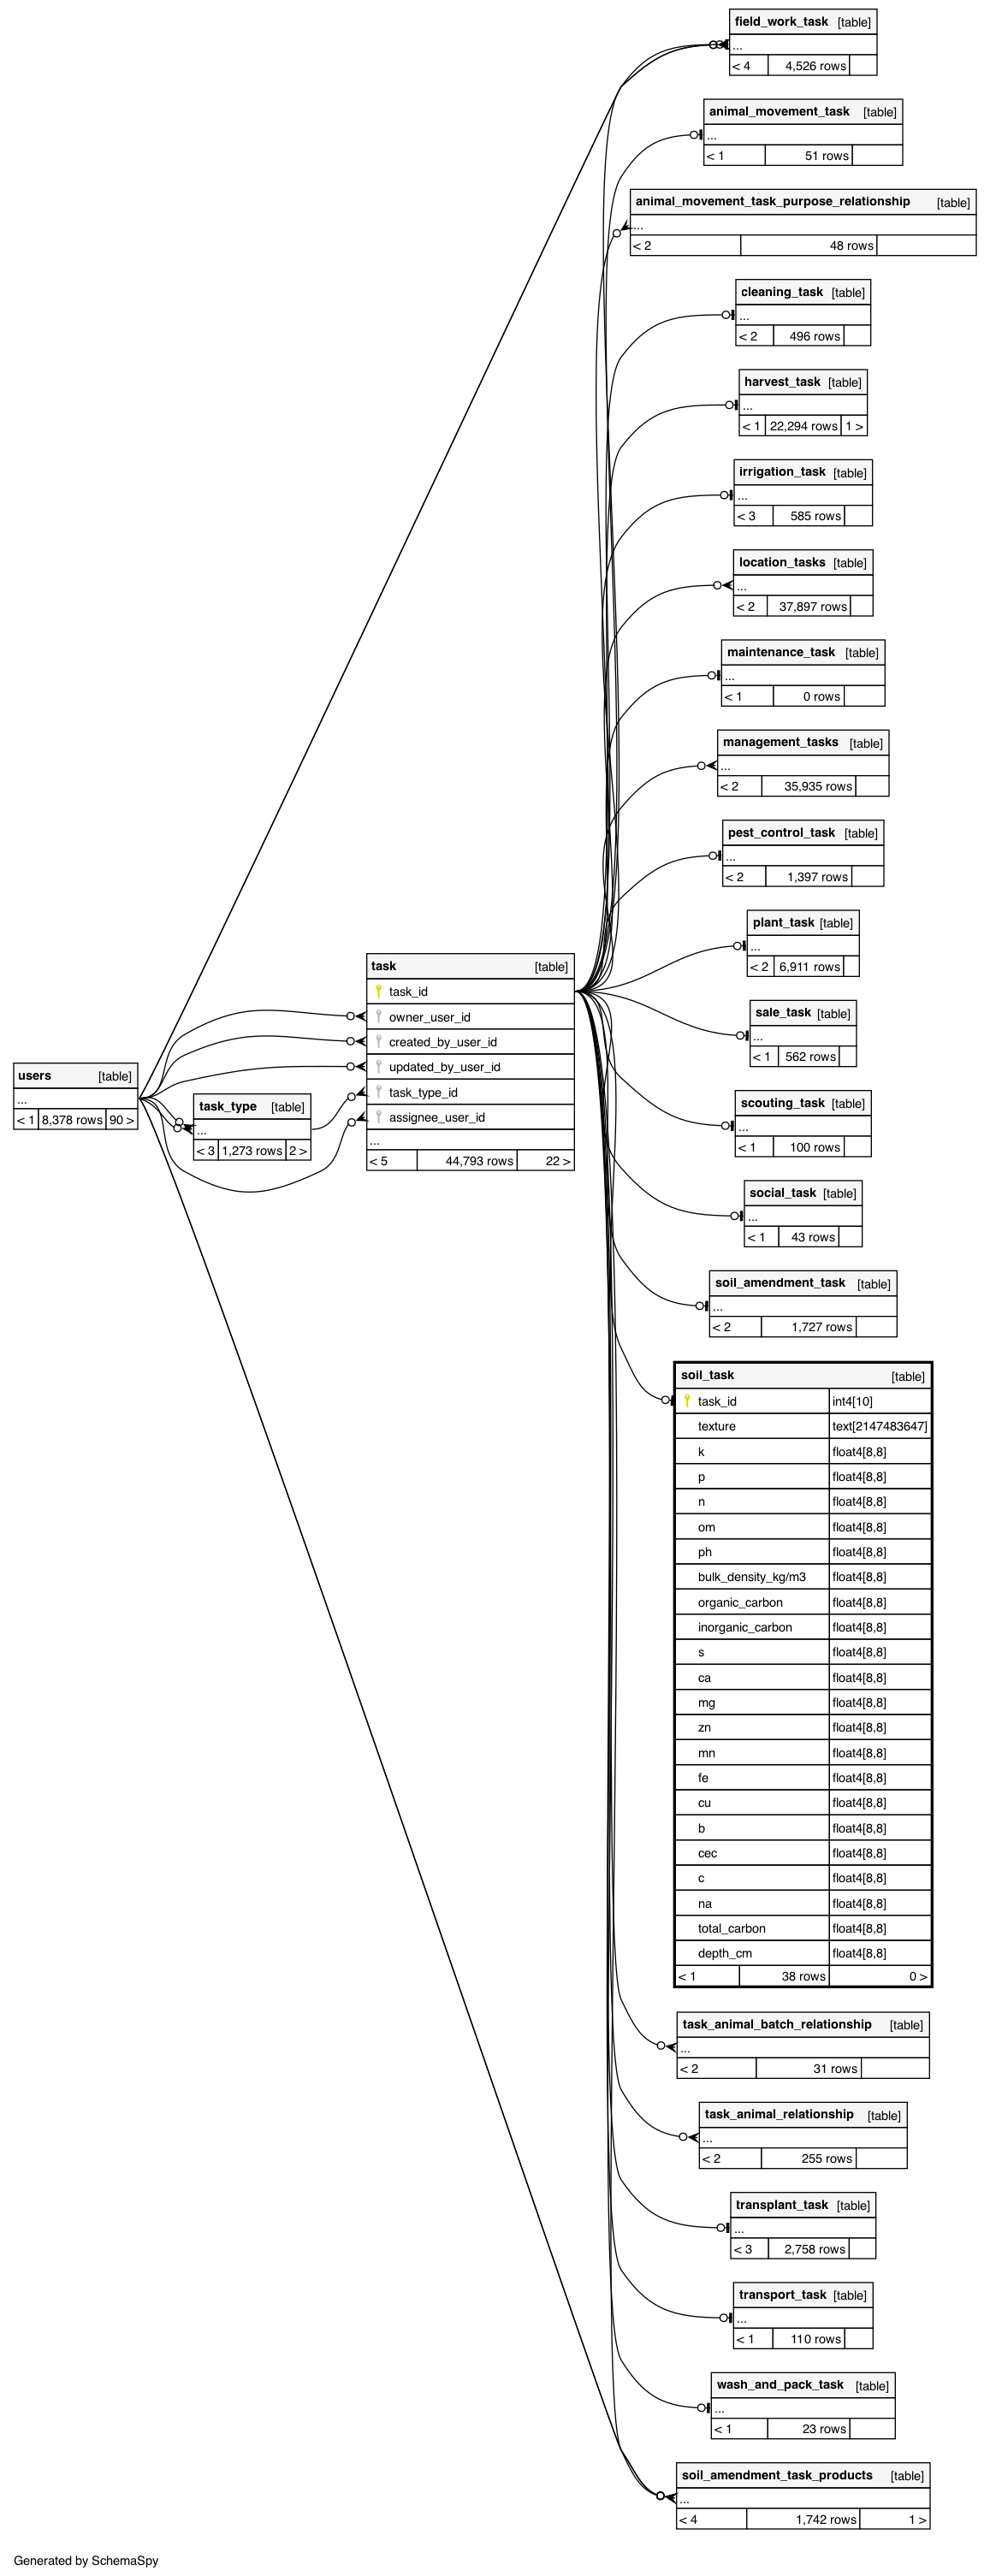 field_work_task [table]
...
< 4 4,526 rows
animal_movement_task [table]
...
< 1 51 rows
animal_movement_task_purpose_relationship [table]
...
< 2 48 rows
cleaning_task [table]
...
< 2 496 rows
harvest_task [table]
...
< 1 22,294 rows 1 >
irrigation_task [table]
...
< 3 585 rows
location_tasks [table]
...
< 2 37,897 rows
maintenance_task [table]
...
< 1 0 rows
management_tasks [table]
...
< 2 35,935 rows
pest_control_task [table]
...
< 2 1,397 rows
plant_task [table]
...
< 2 6,911 rows
sale_task [table]
...
< 1 562 rows
scouting_task [table]
...
< 1 100 rows
social_task [table]
...
< 1 43 rows
soil_amendment_task [table]
...
< 2 1,727 rows
task [table]
task_id
owner_user_id
created_by_user_id
updated_by_user_id
task_type_id
assignee_user_id
...
< 5 44,793 rows 22 >
users [table]
...
< 1 8,378 rows 90 >
task_type [table]
...
< 3 1,273 rows 2 >
soil_task [table]
task_id int4[10]
texture text[2147483647]
k float4[8,8]
p float4[8,8]
n float4[8,8]
om float4[8,8]
ph float4[8,8]
bulk_density_kg/m3 float4[8,8]
organic_carbon float4[8,8]
inorganic_carbon float4[8,8]
s float4[8,8]
ca float4[8,8]
mg float4[8,8]
zn float4[8,8]
mn float4[8,8]
fe float4[8,8]
cu float4[8,8]
b float4[8,8]
cec float4[8,8]
c float4[8,8]
na float4[8,8]
total_carbon float4[8,8]
depth_cm float4[8,8]
< 1 38 rows 0 >
task_animal_batch_relationship [table]
...
< 2 31 rows
task_animal_relationship [table]
...
< 2 255 rows
transplant_task [table]
...
< 3 2,758 rows
transport_task [table]
...
< 1 110 rows
wash_and_pack_task [table]
...
< 1 23 rows
soil_amendment_task_products [table]
...
< 4 1,742 rows 1 >
Generated by SchemaSpy